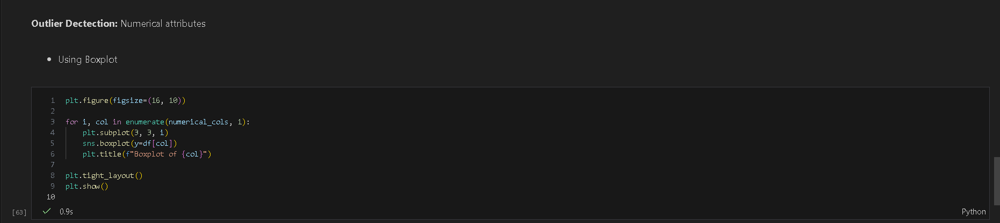 Outlier Dectection: Numerical attributes
• Using Boxplot
1 plt.figure(figsize=(16, 10))
2
3 for i, col in enumerate(numerical_cols, 1):
4     plt.subplot(3, 3, i)
5     sns.boxplot(y=df[col])
6     plt.title(f"Boxplot of {col}")
7
8 plt.tight_layout()
9 plt.show()
10
[63] ✓ 0.9s Python